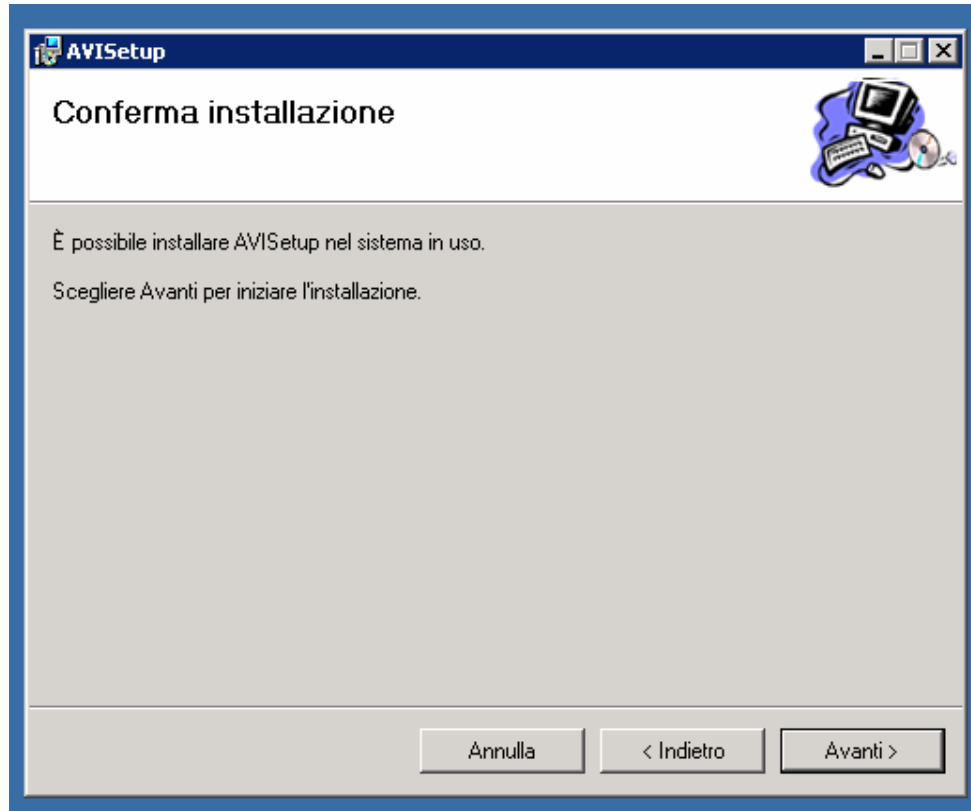 AVISetup
Conferma installazione
È possibile installare AVISetup nel sistema in uso.
Scegliere Avanti per iniziare l'installazione.
Annulla
< Indietro
Avanti >